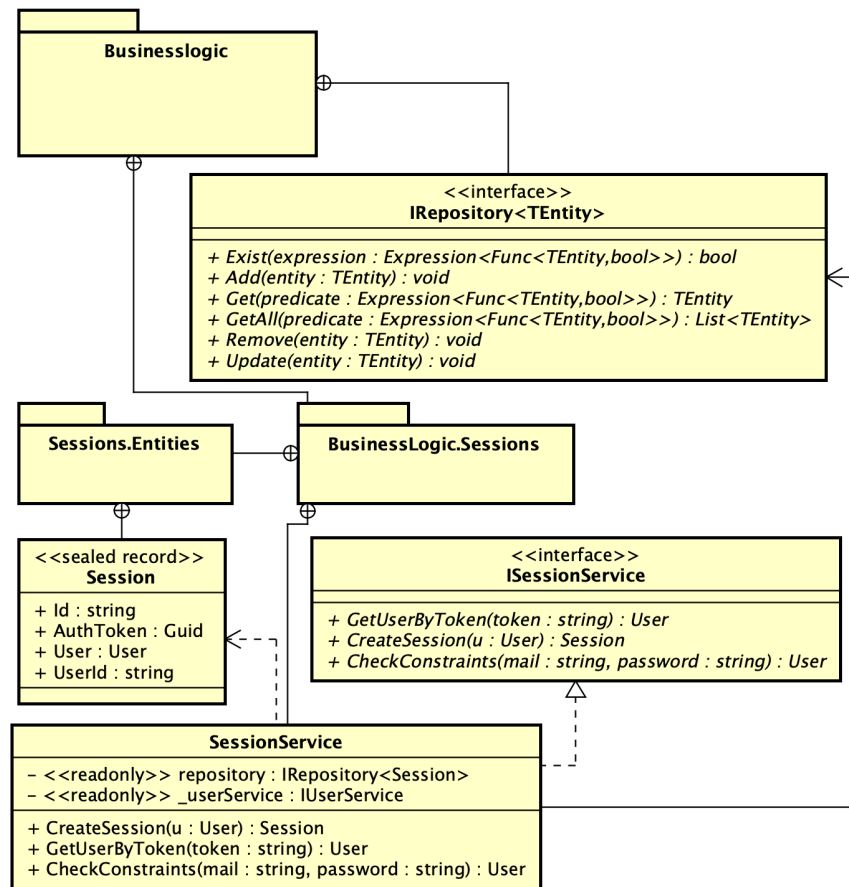 Businesslogic
<<interface>>
IRepository<TEntity>
+ Exist(expression : Expression<Func<TEntity,bool>>) : bool
+ Add(entity : TEntity) : void
+ Get(predicate : Expression<Func<TEntity,bool>>) : TEntity
+ GetAll(predicate : Expression<Func<TEntity,bool>>) : List<TEntity>
+ Remove(entity : TEntity) : void
+ Update(entity : TEntity) : void
Sessions.Entities
BusinessLogic.Sessions
<<sealed record>>
Session
+ Id : string
+ AuthToken : Guid
+ User : User
+ UserId : string
<<interface>>
ISessionService
+ GetUserByToken(token : string) : User
+ CreateSession(u : User) : Session
+ CheckConstraints(mail : string, password : string) : User
SessionService
- <<readonly>> repository : IRepository<Session>
- <<readonly>> _userService : IUserService
+ CreateSession(u : User) : Session
+ GetUserByToken(token : string) : User
+ CheckConstraints(mail : string, password : string) : User